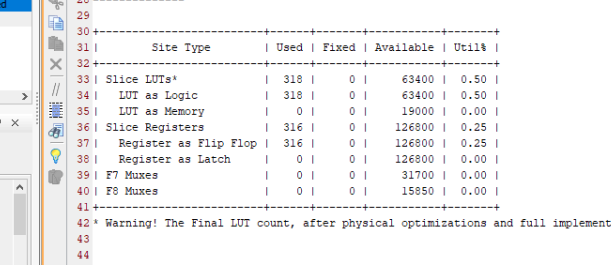 28 --------------
29
30 +-------------------------+------+-------+-----------+-------+
31 |        Site Type        | Used | Fixed | Available | Util% |
32 +-------------------------+------+-------+-----------+-------+
33 | Slice LUTs*             |  318 |     0 |     63400 |  0.50 |
34 |   LUT as Logic          |  318 |     0 |     63400 |  0.50 |
35 |   LUT as Memory         |    0 |     0 |     19000 |  0.00 |
36 | Slice Registers         |  316 |     0 |    126800 |  0.25 |
37 |   Register as Flip Flop |  316 |     0 |    126800 |  0.25 |
38 |   Register as Latch     |    0 |     0 |    126800 |  0.00 |
39 | F7 Muxes                |    0 |     0 |     31700 |  0.00 |
40 | F8 Muxes                |    0 |     0 |     15850 |  0.00 |
41 +-------------------------+------+-------+-----------+-------+
42 * Warning! The Final LUT count, after physical optimizations and full implement
43
44